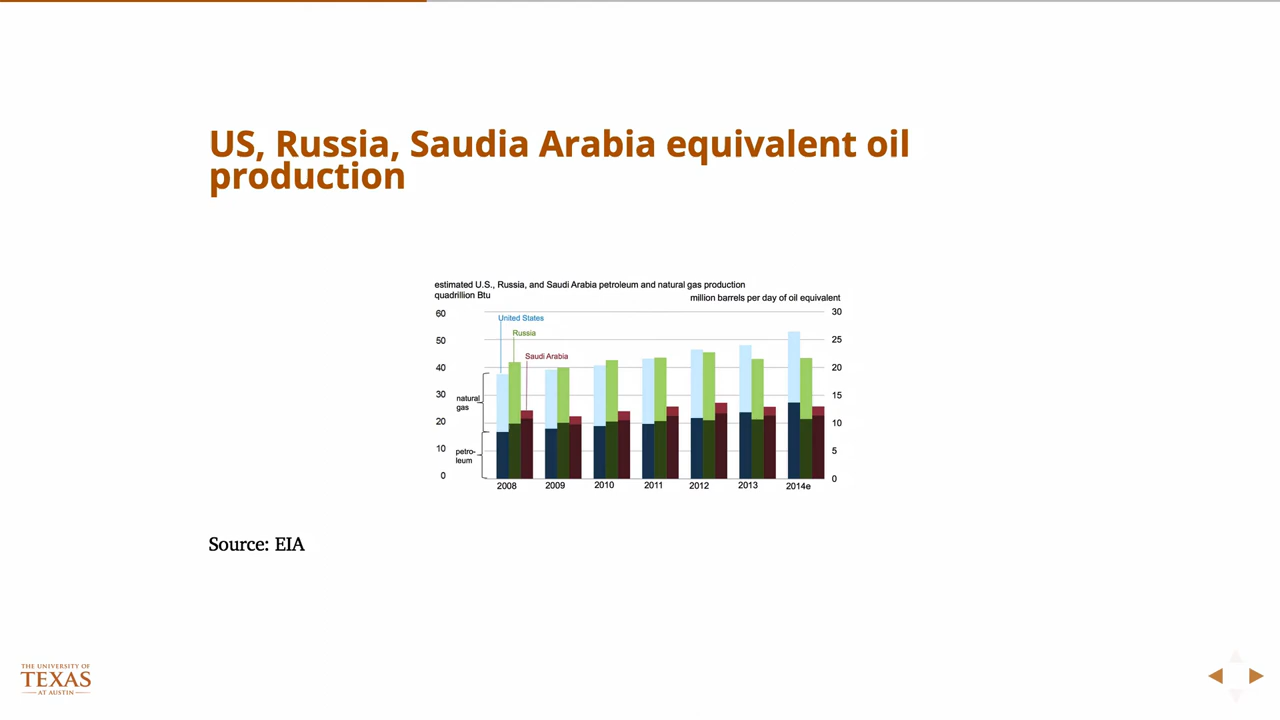 US, Russia, Saudia Arabia equivalent oil
production
estimated U.S., Russia, and Saudi Arabia petroleum and natural gas production
quadrillion Btu
million barrels per day of oil equivalent
60
50
40
30
20
10
0
30
25
20
15
10
5
0
United States
Russia
Saudi Arabia
natural
gas
petro-
leum
2008
2009
2010
2011
2012
2013
2014e
Source: EIA
THE UNIVERSITY OF
TEXAS
AT AUSTIN